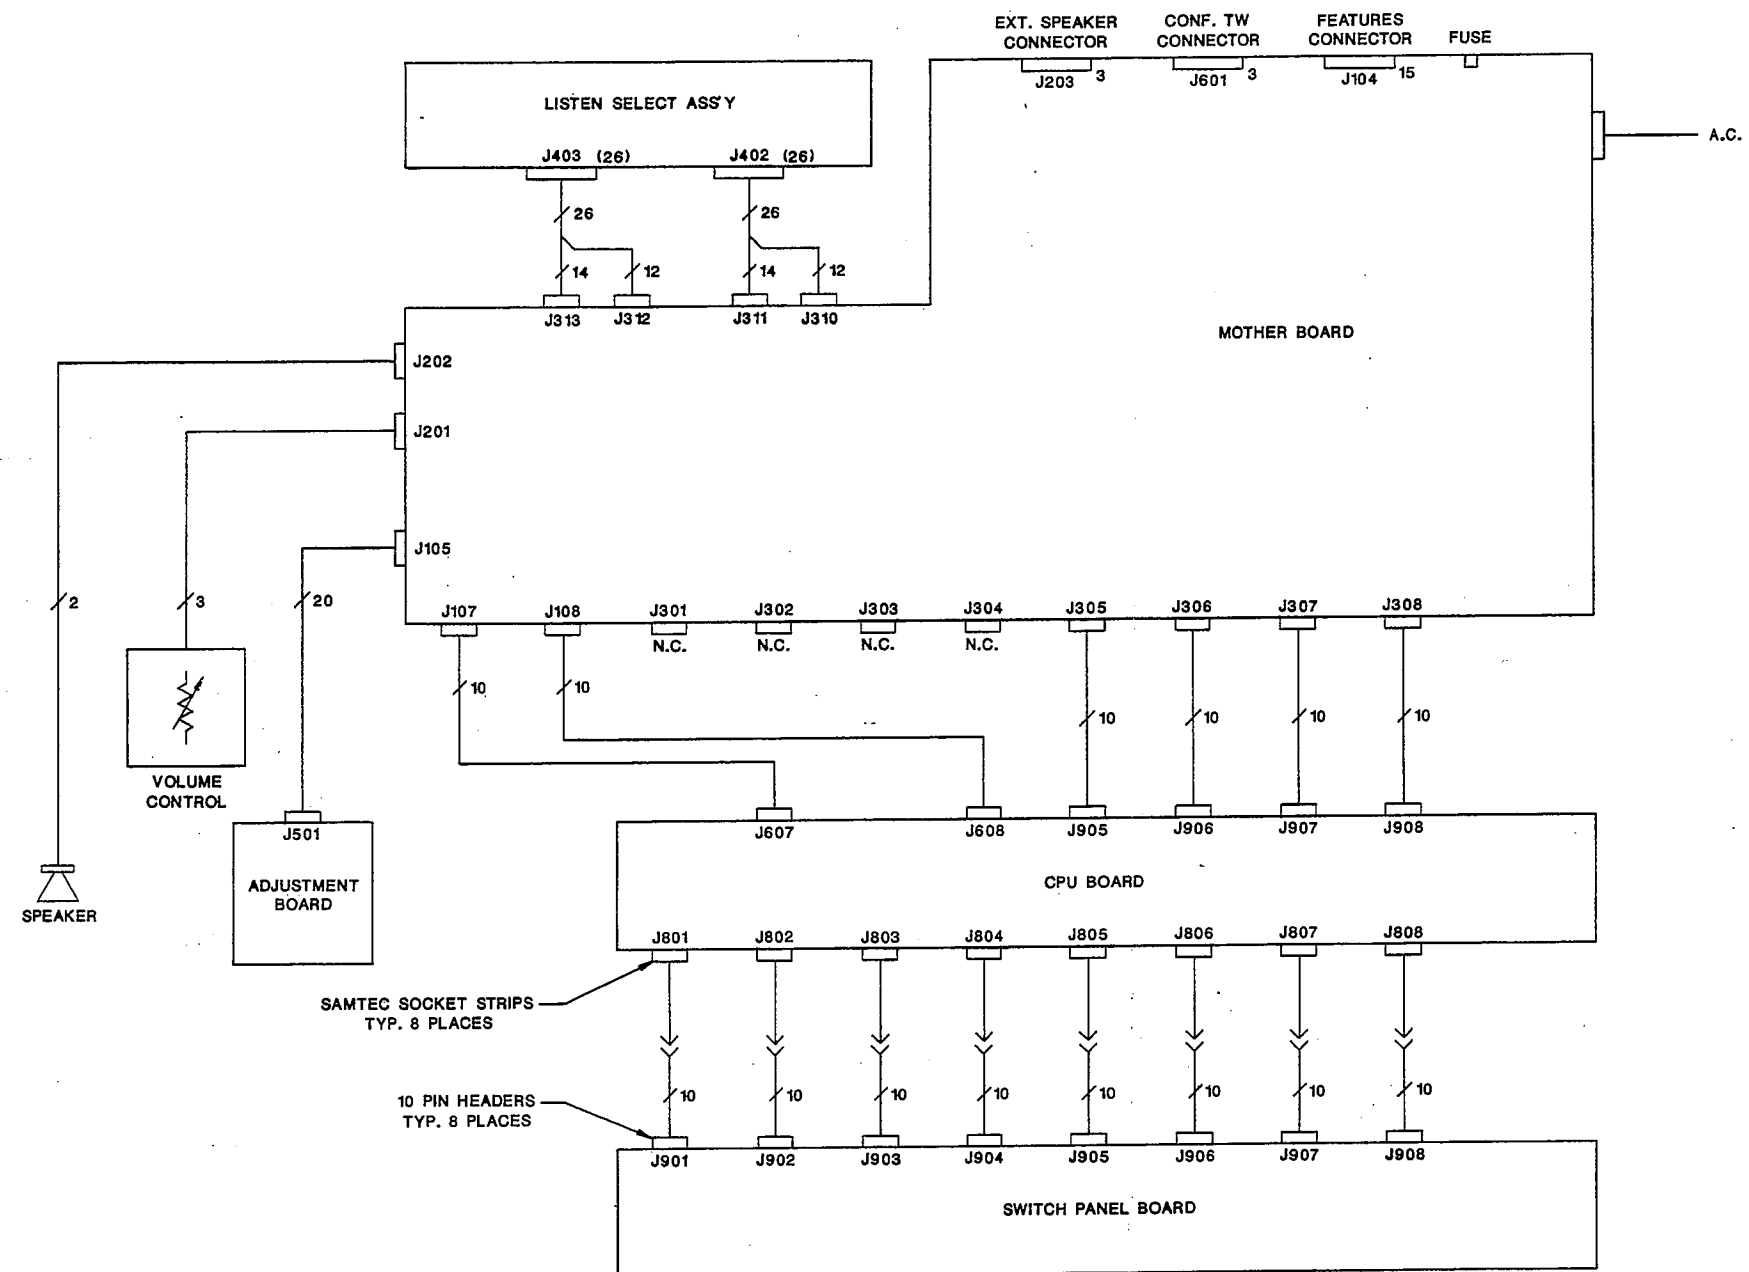 EXT. SPEAKER
CONNECTOR
CONF. TW
CONNECTOR
FEATURES
CONNECTOR
FUSE
J203 3
J601 3
J104 15
A.C.
LISTEN SELECT ASS'Y
J403 (26)
J402 (26)
26
26
14
12
14
12
J313
J312
J311
J310
MOTHER BOARD
J202
J201
J105
2
3
20
J107
J108
J301
J302
J303
J304
J305
J306
J307
J308
N.C.
N.C.
N.C.
N.C.
10
10
10
10
10
10
VOLUME
CONTROL
J501
ADJUSTMENT
BOARD
SPEAKER
J607
J608
J905
J906
J907
J908
CPU BOARD
J801
J802
J803
J804
J805
J806
J807
J808
SAMTEC SOCKET STRIPS
TYP. 8 PLACES
10 PIN HEADERS
TYP. 8 PLACES
10
10
10
10
10
10
10
10
J901
J902
J903
J904
J905
J906
J907
J908
SWITCH PANEL BOARD